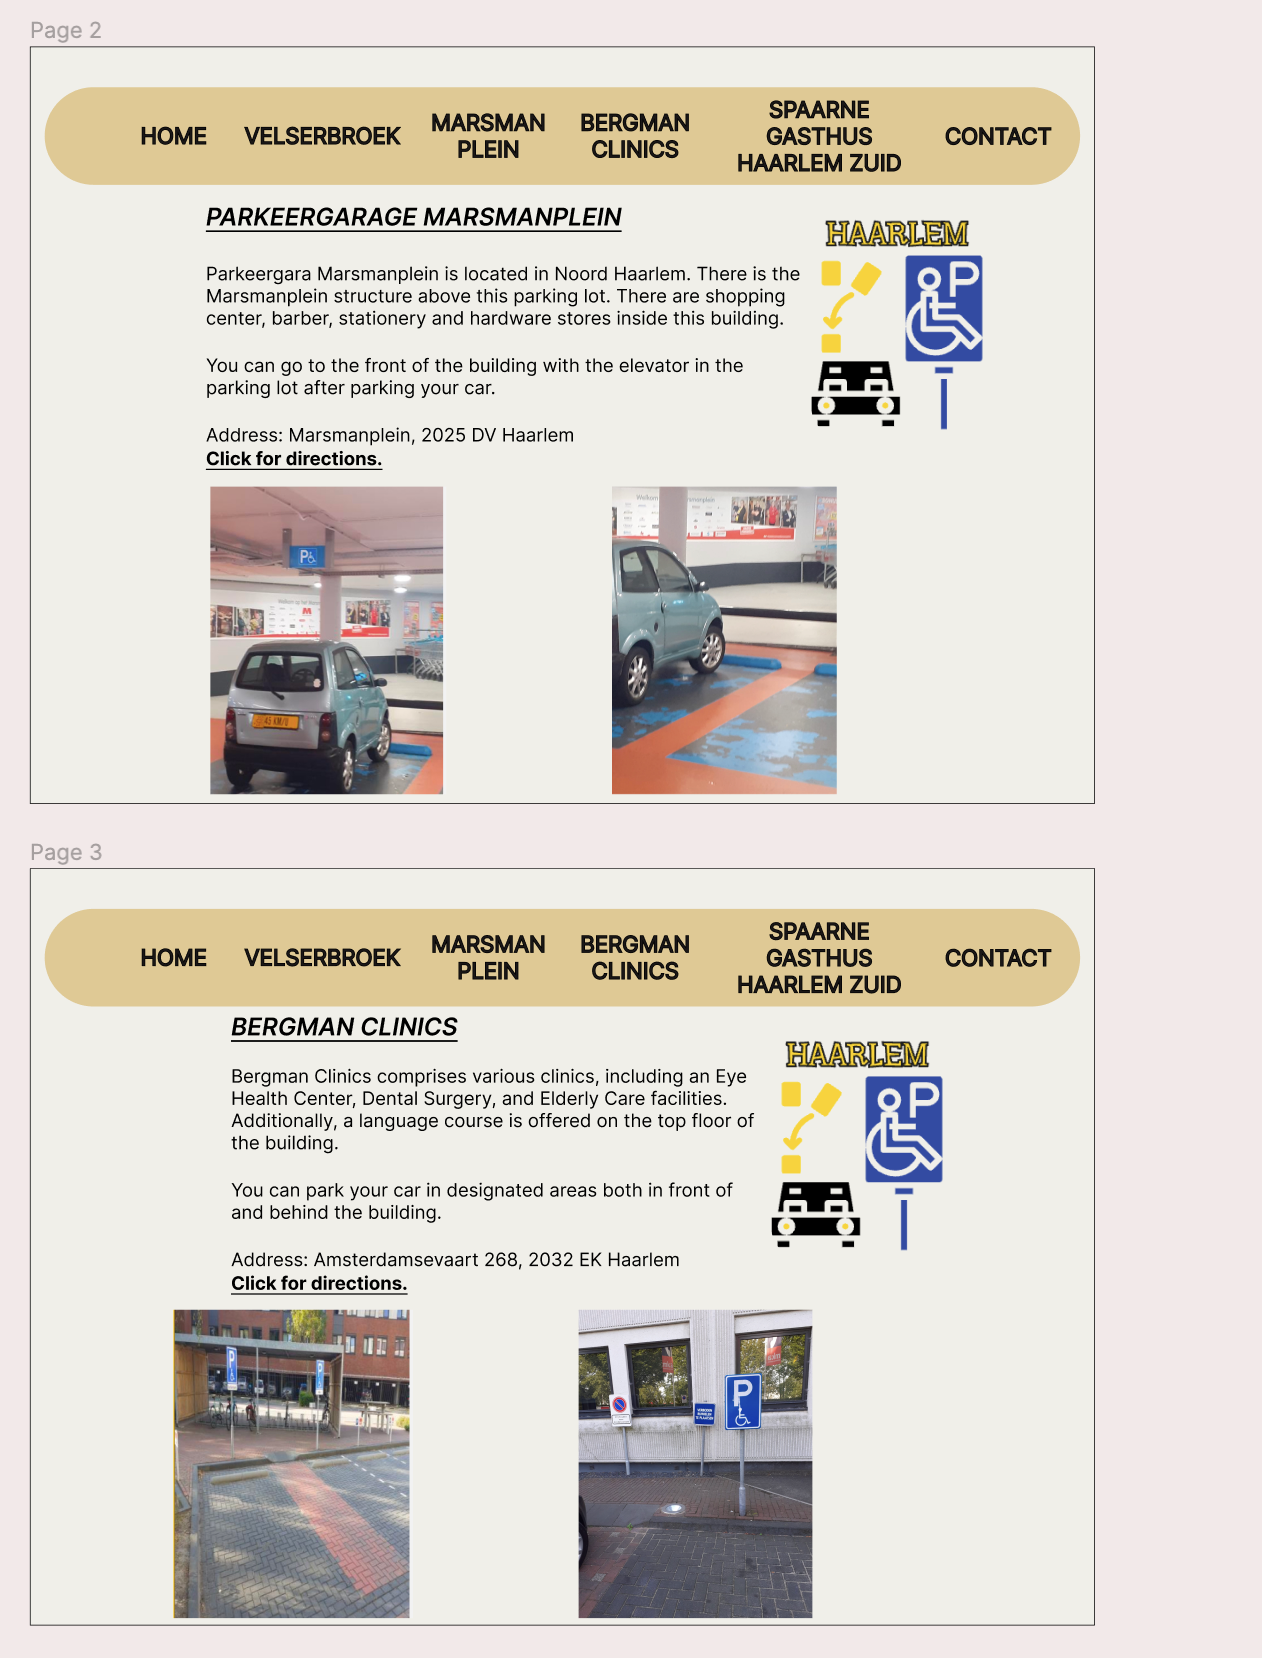 Page 2
HOME
VELSERBROEK
MARSMAN
PLEIN
BERGMAN
CLINICS
SPAARNE
GASTHUS
HAARLEM ZUID
CONTACT
PARKEERGARAGE MARSMANPLEIN
Parkeergara Marsmanplein is located in Noord Haarlem. There is the
Marsmanplein structure above this parking lot. There are shopping
center, barber, stationery and hardware stores inside this building.
You can go to the front of the building with the elevator in the
parking lot after parking your car.
Address: Marsmanplein, 2025 DV Haarlem
Click for directions.
HAARLEM
P
P
Page 3
HOME
VELSERBROEK
MARSMAN
PLEIN
BERGMAN
CLINICS
SPAARNE
GASTHUS
HAARLEM ZUID
CONTACT
BERGMAN CLINICS
Bergman Clinics comprises various clinics, including an Eye
Health Center, Dental Surgery, and Elderly Care facilities.
Additionally, a language course is offered on the top floor of
the building.
You can park your car in designated areas both in front of
and behind the building.
Address: Amsterdamsevaart 268, 2032 EK Haarlem
Click for directions.
HAARLEM
P
P
P